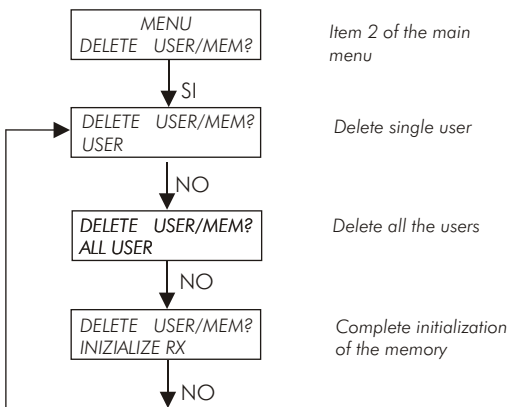 MENU
DELETE USER/MEM?
Item 2 of the main
menu
SI
DELETE USER/MEM?
USER
Delete single user
NO
DELETE USER/MEM?
ALL USER
Delete all the users
NO
DELETE USER/MEM?
INIZIALIZE RX
Complete initialization
of the memory
NO